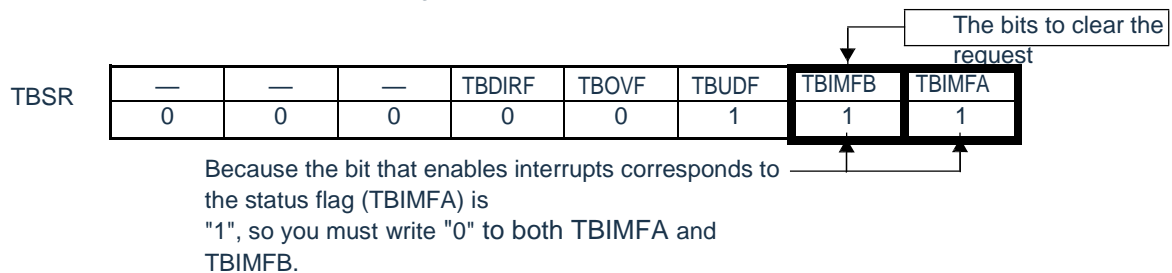 The bits to clear the
request
TBSR
— — — TBDIRF TBOVF TBUDF TBIMFB TBIMFA
0 0 0 0 0 1 1 1
Because the bit that enables interrupts corresponds to
the status flag (TBIMFA) is
"1", so you must write "0" to both TBIMFA and
TBIMFB.